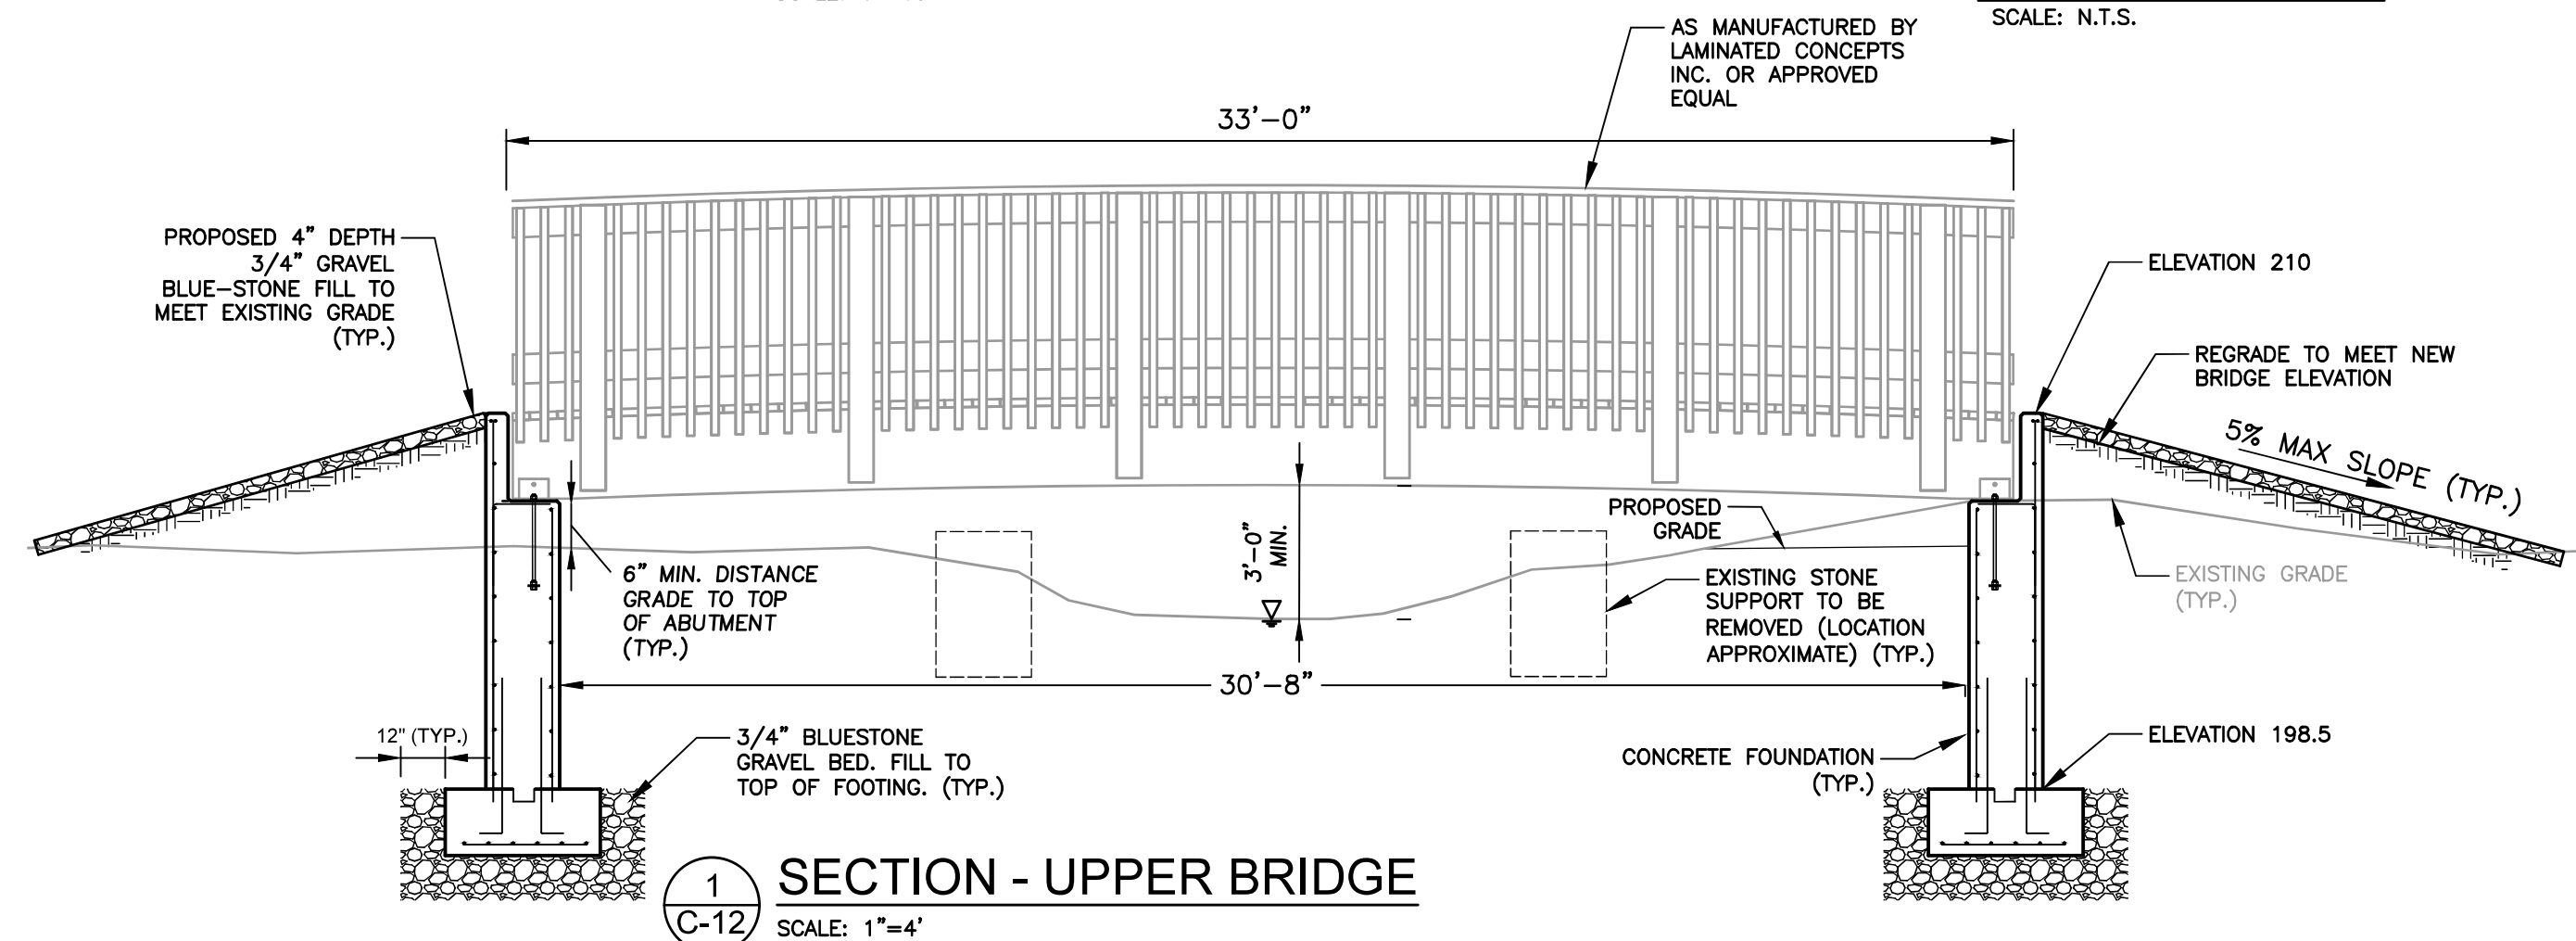 SCALE: N.T.S.
AS MANUFACTURED BY
LAMINATED CONCEPTS
INC. OR APPROVED
EQUAL
33'-0"
PROPOSED 4" DEPTH
3/4" GRAVEL
BLUE-STONE FILL TO
MEET EXISTING GRADE
(TYP.)
ELEVATION 210
REGRADE TO MEET NEW
BRIDGE ELEVATION
5% MAX SLOPE (TYP.)
PROPOSED
GRADE
3'-0"
MIN.
6" MIN. DISTANCE
GRADE TO TOP
OF ABUTMENT
(TYP.)
EXISTING STONE
SUPPORT TO BE
REMOVED (LOCATION
APPROXIMATE) (TYP.)
EXISTING GRADE
(TYP.)
30'-8"
12" (TYP.)
3/4" BLUESTONE
GRAVEL BED. FILL TO
TOP OF FOOTING. (TYP.)
CONCRETE FOUNDATION
(TYP.)
ELEVATION 198.5
1
C-12
SECTION - UPPER BRIDGE
SCALE: 1"=4'